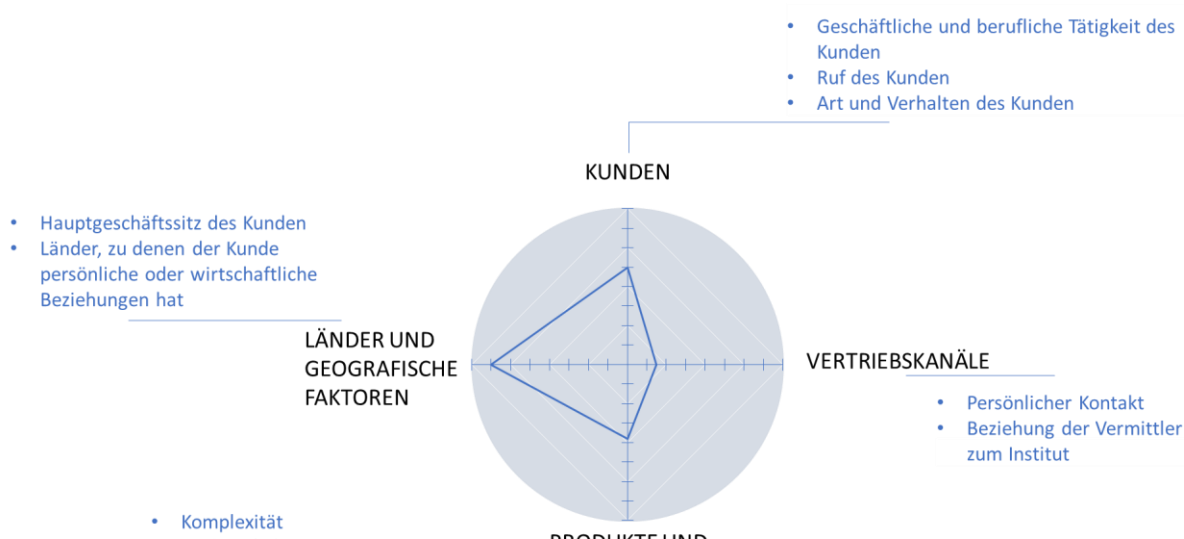 • Geschäftliche und berufliche Tätigkeit des
Kunden
• Ruf des Kunden
• Art und Verhalten des Kunden
KUNDEN
• Hauptgeschäftssitz des Kunden
• Länder, zu denen der Kunde
persönliche oder wirtschaftliche
Beziehungen hat
LÄNDER UND
GEOGRAFISCHE
FAKTOREN
VERTRIEBSKANÄLE
• Persönlicher Kontakt
• Beziehung der Vermittler
zum Institut
• Komplexität
PRODUKTE UND